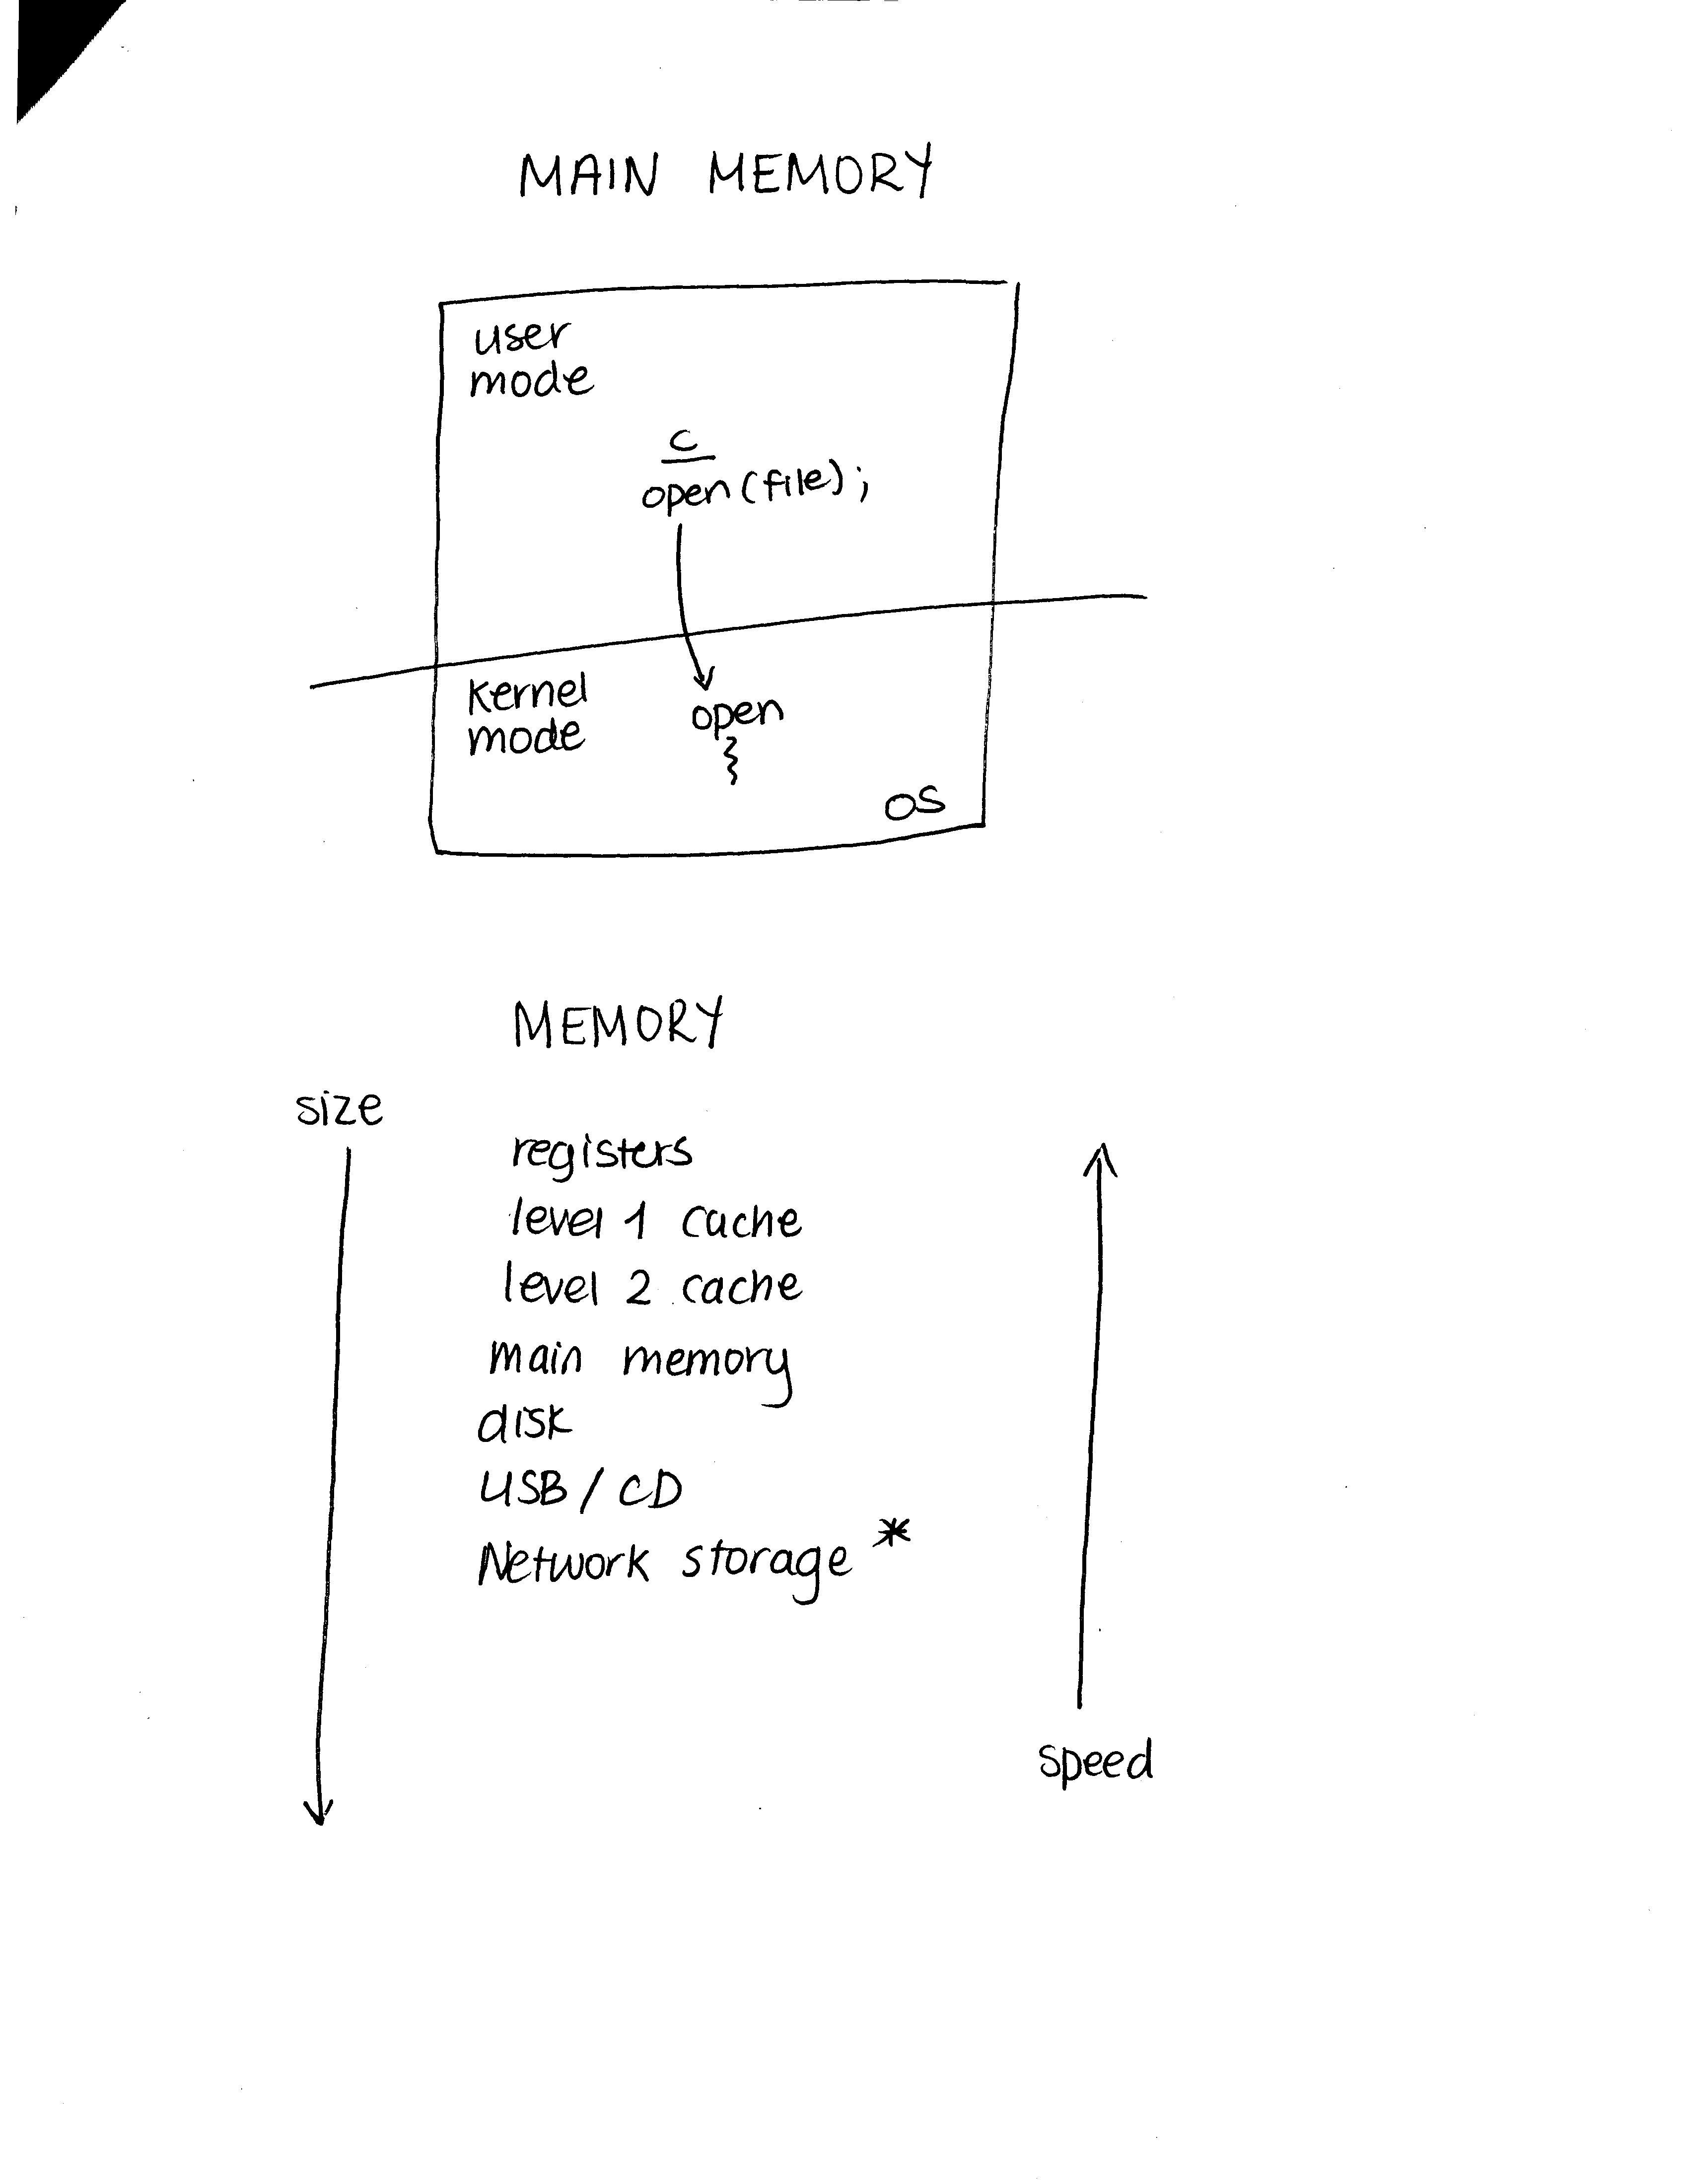 MAIN MEMORY
user
mode
C
open (file);
kernel
mode
open
OS
MEMORY
size
registers
level 1 cache
level 2 cache
main memory
disk
USB / CD
Network storage *
speed